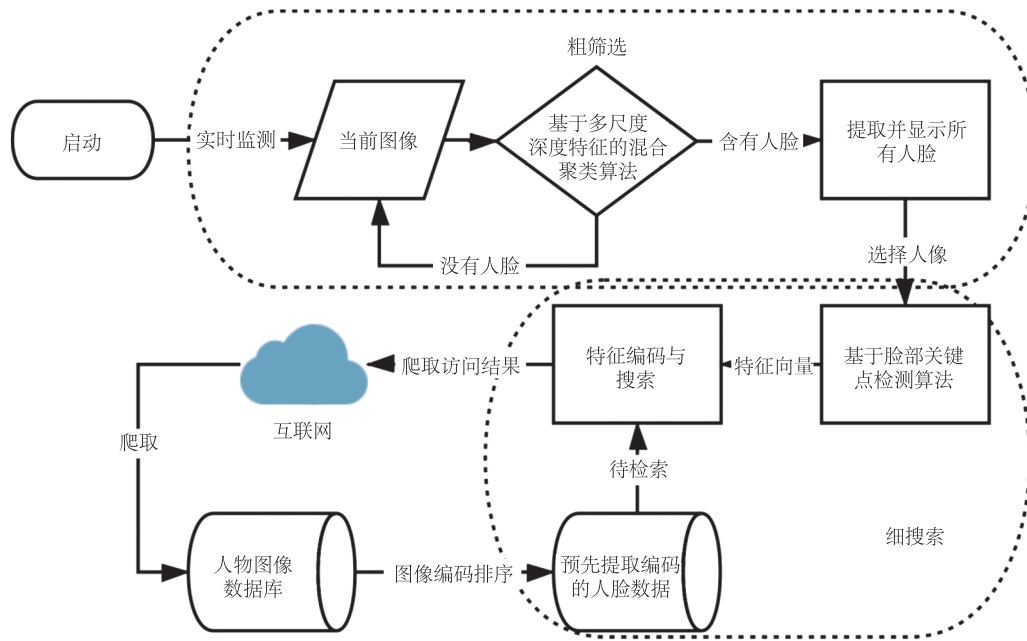 粗筛选
启动
实时监测
当前图像
基于多尺度
深度特征的混合
聚类算法
含有人脸
提取并显示所
有人脸
没有人脸
选择人像
基于脸部关键
点检测算法
特征向量
特征编码与
搜索
爬取访问结果
互联网
爬取
待检索
人物图像
数据库
图像编码排序
预先提取编码
的人脸数据
细搜索